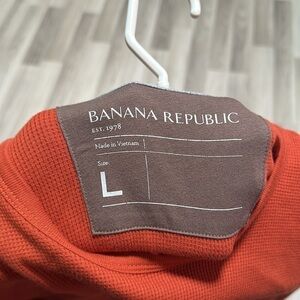 BANANA REPUBLIC
EST. 1978
Made in Vietnam
Size:
L